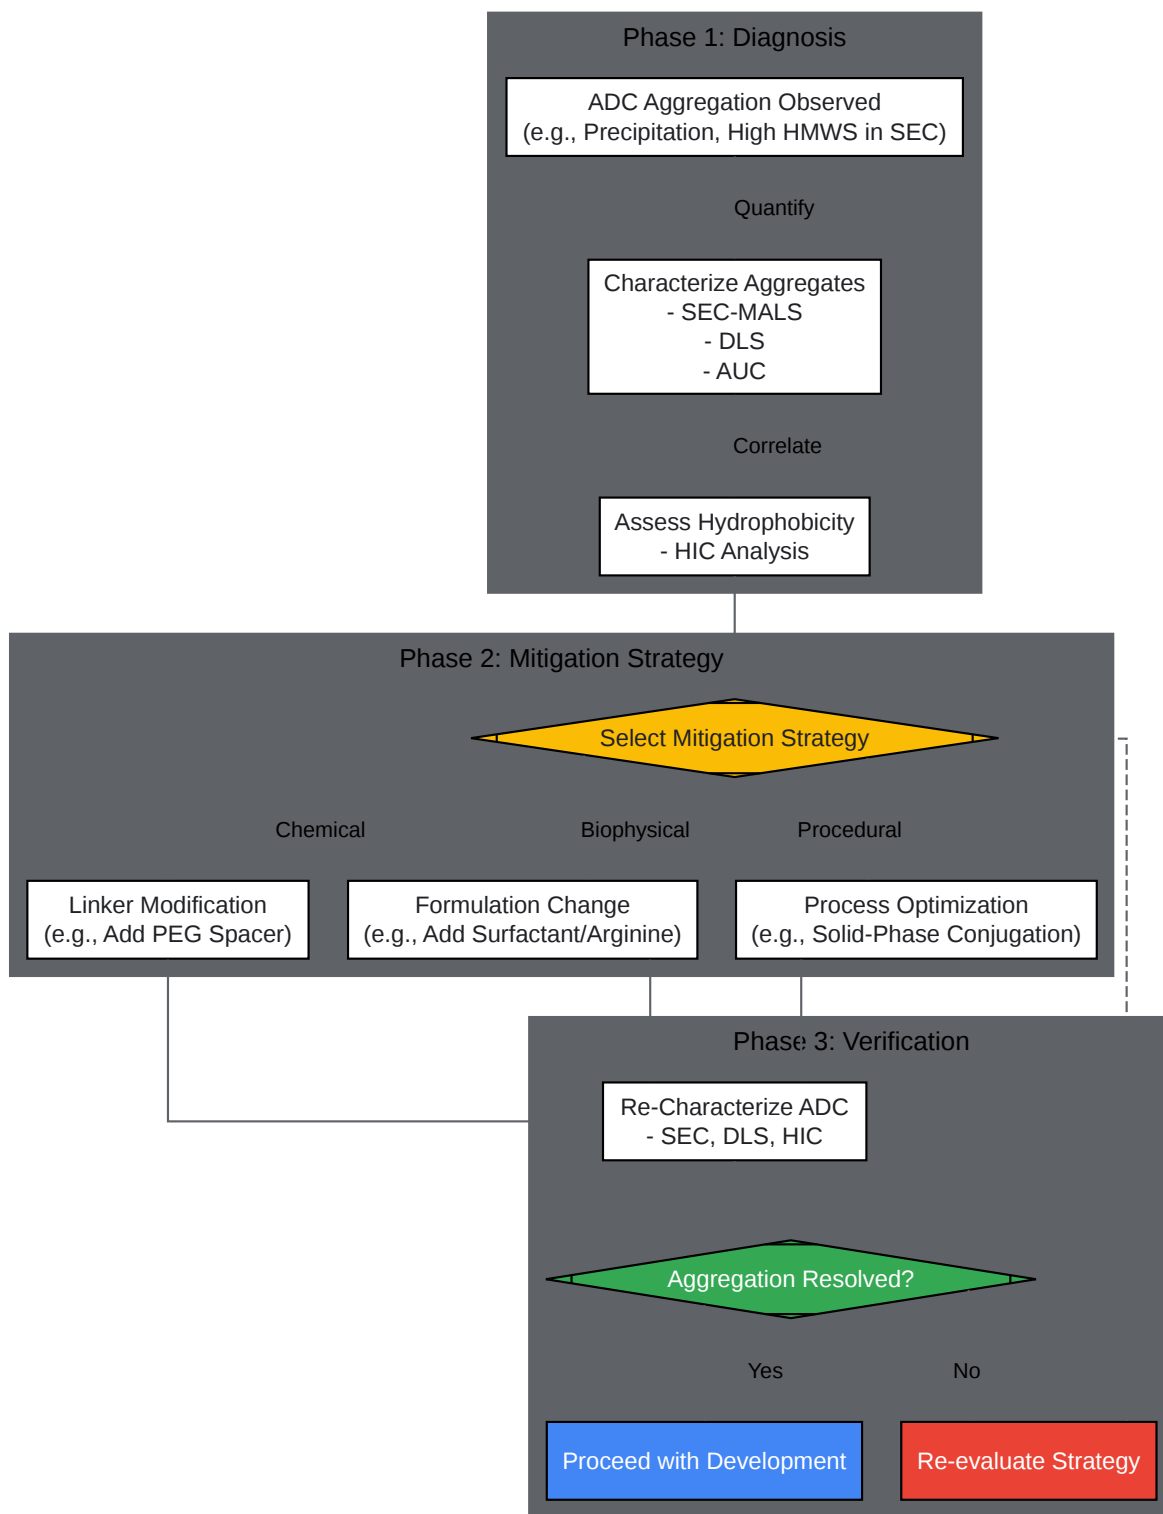 Phase 1: Diagnosis
ADC Aggregation Observed
(e.g., Precipitation, High HMWS in SEC)
Quantify
Characterize Aggregates
- SEC-MALS
- DLS
- AUC
Correlate
Assess Hydrophobicity
- HIC Analysis
Phase 2: Mitigation Strategy
Select Mitigation Strategy
Chemical
Biophysical
Procedural
Linker Modification
(e.g., Add PEG Spacer)
Formulation Change
(e.g., Add Surfactant/Arginine)
Process Optimization
(e.g., Solid-Phase Conjugation)
Phase 3: Verification
Re-Characterize ADC
- SEC, DLS, HIC
Aggregation Resolved?
Yes
No
Proceed with Development
Re-evaluate Strategy